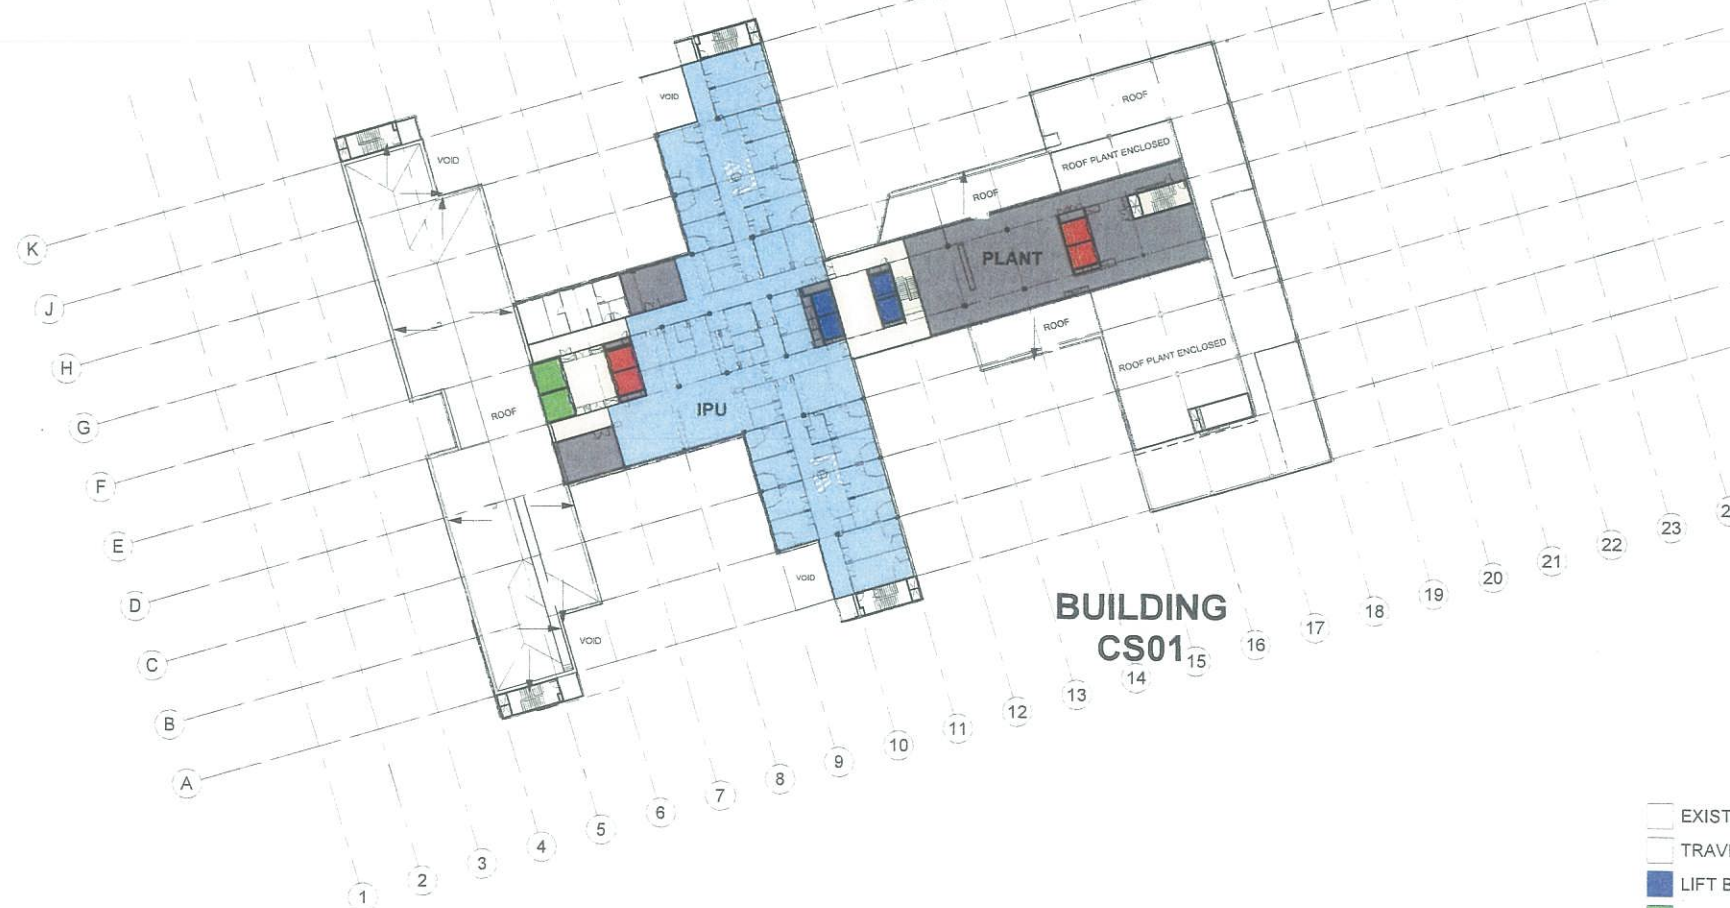 VOID
ROOF
VOID
ROOF PLANT ENCLOSED
K
ROOF
J
PLANT
H
ROOF
ROOF PLANT ENCLOSED
G
ROOF
IPU
F
E
VOID
D
BUILDING
CS01
VOID
C
B
A
1
2
3
4
5
6
7
8
9
10
11
12
13
14
15
16
17
18
19
20
21
22
23
2
EXIST
TRAV
LIFT B